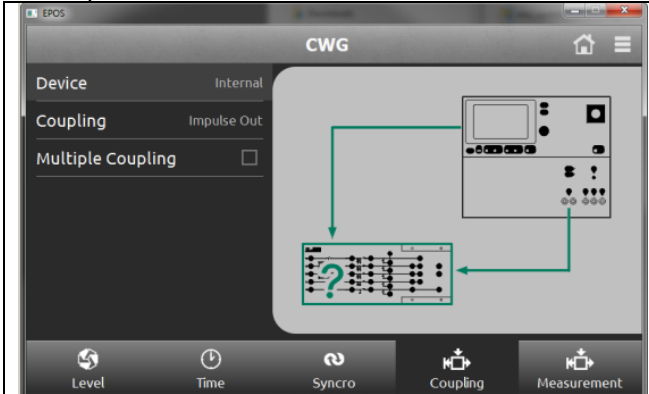 EPOS
CWG
Device Internal
Coupling Impulse Out
Multiple Coupling
?
Level Time Syncro Coupling Measurement